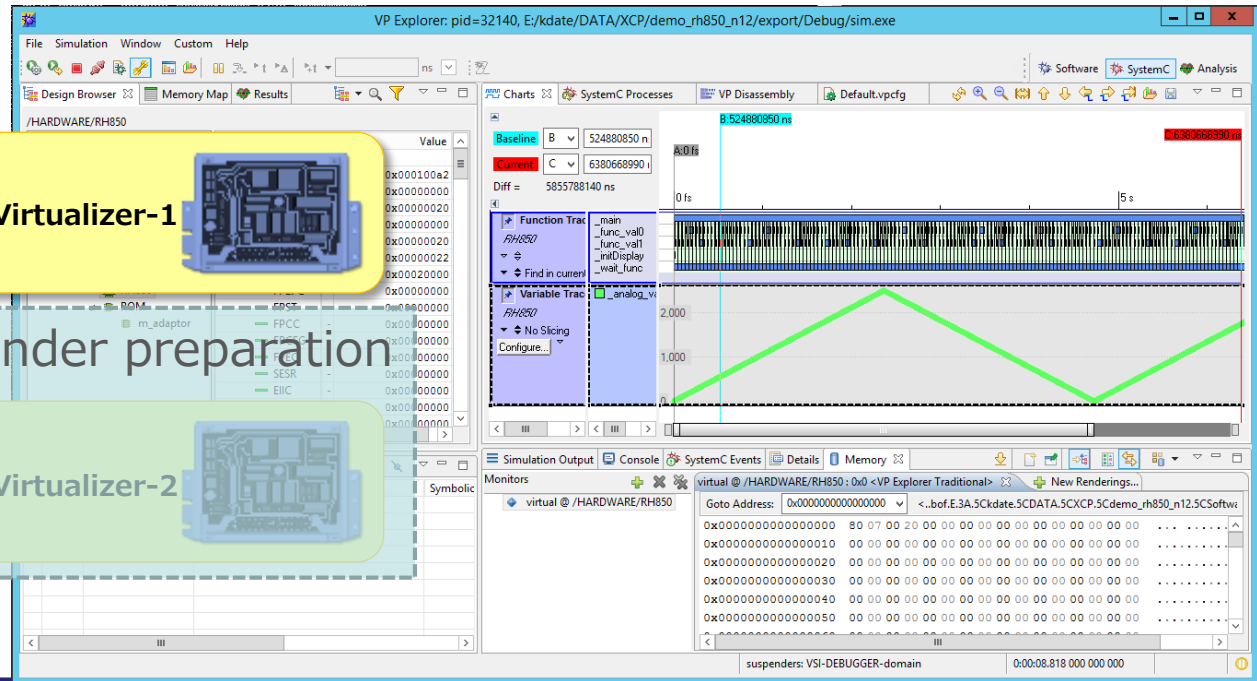 VP Explorer: pid=32140, E:/kdate/DATA/XCP/demo_rh850_n12/export/Debug/sim.exe
File Simulation Window Custom Help
ns
Software SystemC Analysis
Design Browser Memory Map Results
Charts SystemC Processes VP Disassembly Default.vpcfg
/HARDWARE/RH850
Value
0x000100a2
0x00000000
0x00000020
0x00000000
0x00000020
0x00000022
0x00020000
0x00000000
ROM FPST - 0x00000000
m_adaptor FPCC - 0x00000000
0x00000000
0x00000000
SESR - 0x00000000
EIIC - 0x00000000
0x00000000
0x00000000
Virtualizer-1
nder preparation
Virtualizer-2
Symbolic
Baseline B 524880850 n
Current C 6380668990
Diff = 5855788140 ns
B:524880850 ns
C:6380668990 ns
A:0 fs
0 fs
5 s
Function Trac
RH850
Find in current
_main
_func_val0
_func_val1
_initDisplay
_wait_func
Variable Trac
RH850
No Slicing
Configure...
_analog_va
2,000
1,000
0
Simulation Output Console SystemC Events Details Memory
Monitors
virtual @ /HARDWARE/RH850
virtual @ /HARDWARE/RH850 : 0x0 <VP Explorer Traditional> New Renderings...
Goto Address: 0x0000000000000000 <..bof.E.3A.5Ckdate.5CDATA.5CXCP.5Cdemo_rh850_n12.5CSoftwa
0x0000000000000000 80 07 00 20 00 00 00 00 00 00 00 00 00 00 00 00 ... ..........
0x0000000000000010 00 00 00 00 00 00 00 00 00 00 00 00 00 00 00 00 ..........
0x0000000000000020 00 00 00 00 00 00 00 00 00 00 00 00 00 00 00 00 ..........
0x0000000000000030 00 00 00 00 00 00 00 00 00 00 00 00 00 00 00 00 ..........
0x0000000000000040 00 00 00 00 00 00 00 00 00 00 00 00 00 00 00 00 ..........
0x0000000000000050 00 00 00 00 00 00 00 00 00 00 00 00 00 00 00 00 ..........
suspenders: VSI-DEBUGGER-domain
0:00:08.818 000 000 000